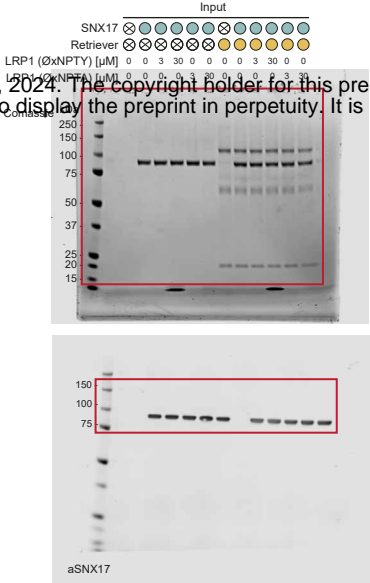 Input
SNX17
Retriever
LRP1 (ØxNPTY) [µM] 0 0 3 30 0 0 0 0 3 30 0 0
LRP1 (ØxNPTA) [µM] 0 0 0 0 3 30 0 0 0 0 3 30
, 2024. The copyright holder for this pre
o display the preprint in perpetuity. It is
250
150
100
75
50
37
25
20
15
150
100
75
aSNX17